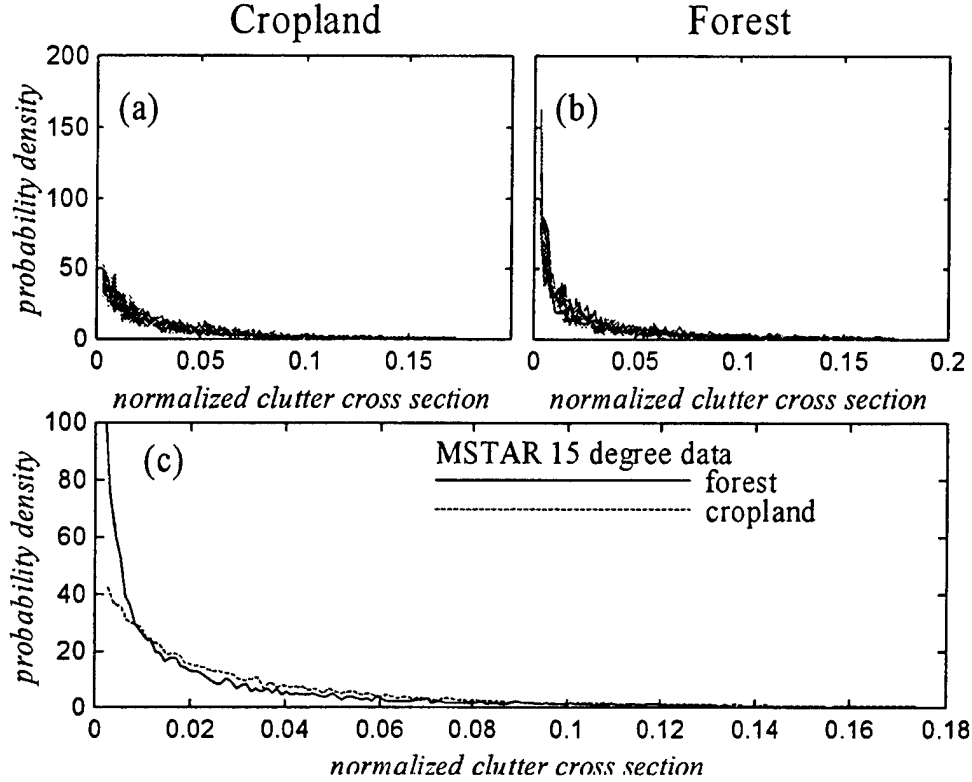 Cropland
Forest
200
150
100
50
0
probability density
(a)
(b)
0
0.05
0.1
0.15
0
0.05
0.1
0.15
0.2
normalized clutter cross section
normalized clutter cross section
100
80
60
40
20
0
probability density
(c)
MSTAR 15 degree data
forest
cropland
0
0.02
0.04
0.06
0.08
0.1
0.12
0.14
0.16
0.18
normalized clutter cross section